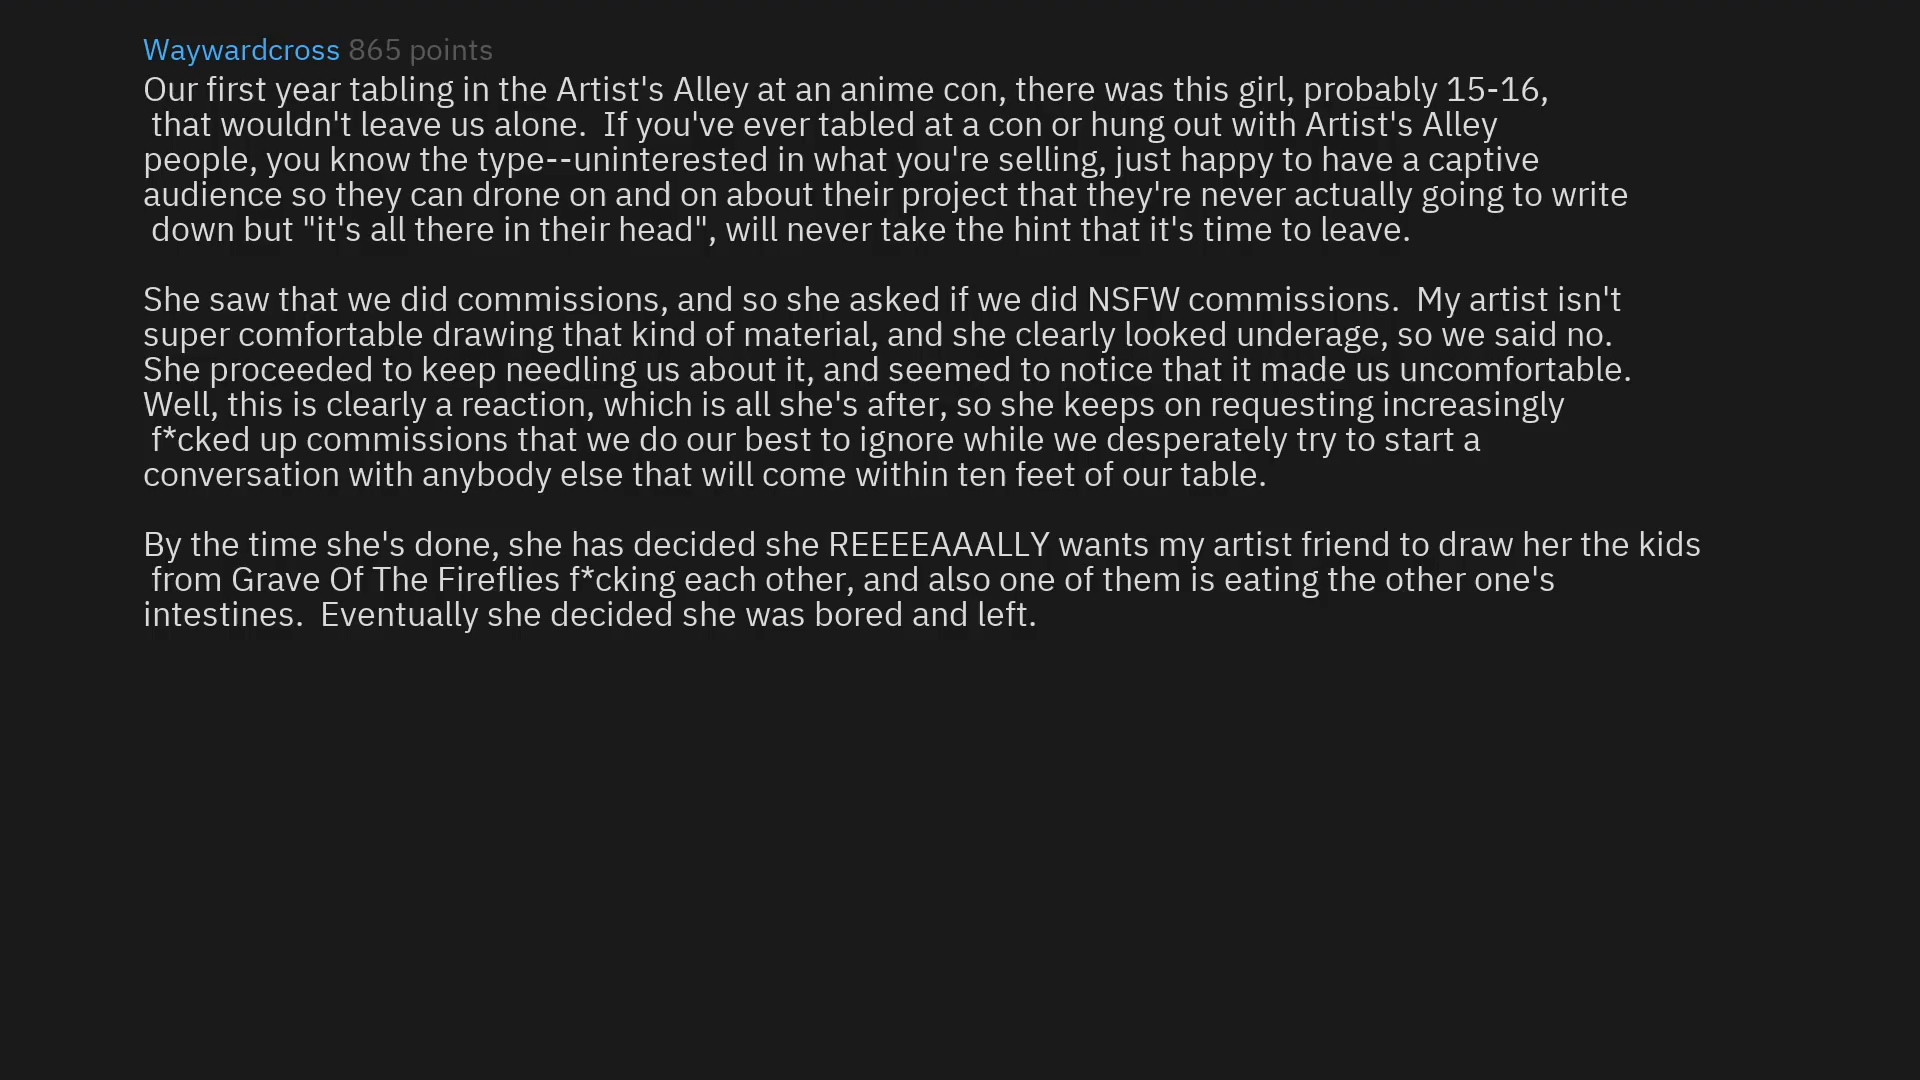 Waywardcross 865 points
Our first year tabling in the Artist's Alley at an anime con, there was this girl, probably 15-16,
that wouldn't leave us alone.  If you've ever tabled at a con or hung out with Artist's Alley
people, you know the type--uninterested in what you're selling, just happy to have a captive
audience so they can drone on and on about their project that they're never actually going to write
down but "it's all there in their head", will never take the hint that it's time to leave.

She saw that we did commissions, and so she asked if we did NSFW commissions.  My artist isn't
super comfortable drawing that kind of material, and she clearly looked underage, so we said no.
She proceeded to keep needling us about it, and seemed to notice that it made us uncomfortable.
Well, this is clearly a reaction, which is all she's after, so she keeps on requesting increasingly
f*cked up commissions that we do our best to ignore while we desperately try to start a
conversation with anybody else that will come within ten feet of our table.

By the time she's done, she has decided she REEEEAAALLY wants my artist friend to draw her the kids
from Grave Of The Fireflies f*cking each other, and also one of them is eating the other one's
intestines.  Eventually she decided she was bored and left.